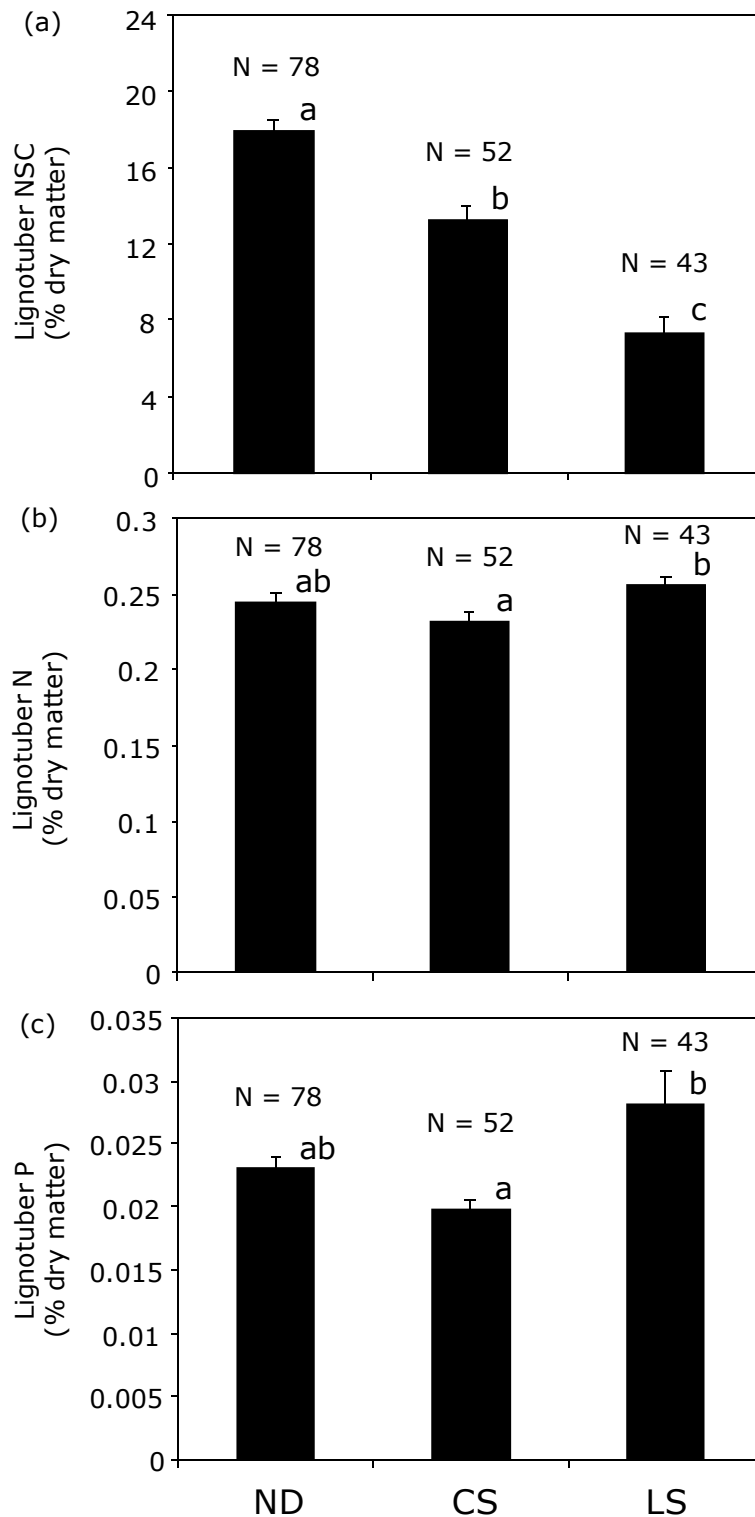 (a)
Lignotuber NSC
(% dry matter)
24
20
16
12
8
4
0
N = 78
a
N = 52
b
N = 43
c
(b)
Lignotuber N
(% dry matter)
0.3
0.25
0.2
0.15
0.1
0.05
0
N = 78
ab
N = 52
a
N = 43
b
(c)
Lignotuber P
(% dry matter)
0.035
0.03
0.025
0.02
0.015
0.01
0.005
0
N = 78
ab
N = 52
a
N = 43
b
ND CS LS